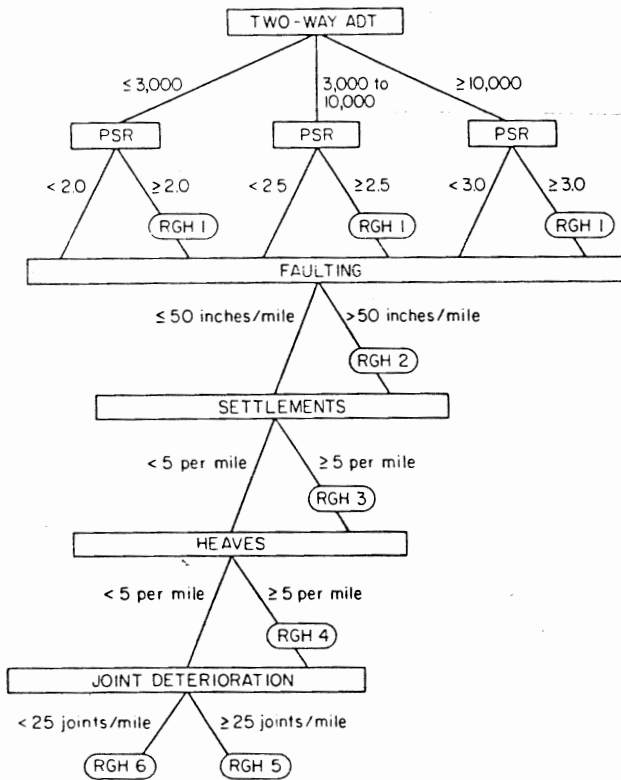 TWO-WAY ADT
≤ 3,000
3,000 to
10,000
≥ 10,000
PSR
PSR
PSR
< 2.0
≥ 2.0
< 2.5
≥ 2.5
< 3.0
≥ 3.0
RGH 1
RGH 1
RGH 1
FAULTING
≤ 50 inches/mile
>50 inches/mile
RGH 2
SETTLEMENTS
< 5 per mile
≥ 5 per mile
RGH 3
HEAVES
< 5 per mile
≥ 5 per mile
RGH 4
JOINT DETERIORATION
< 25 joints/mile
≥ 25 joints/mile
RGH 6
RGH 5